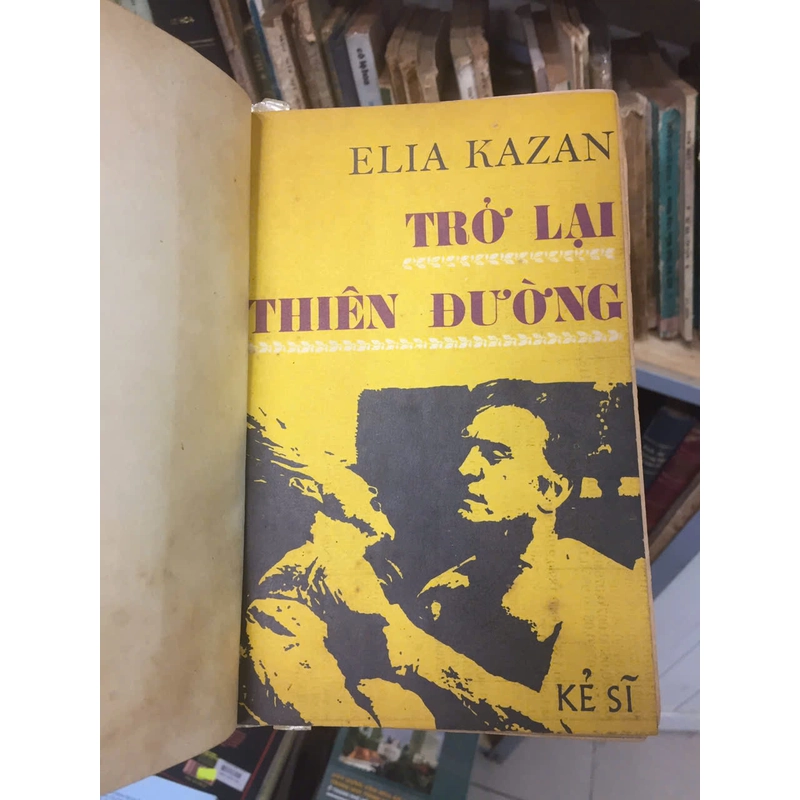 ELIA KAZAN
TRỞ LẠI
THIÊN ĐƯỜNG
KẺ SĨ